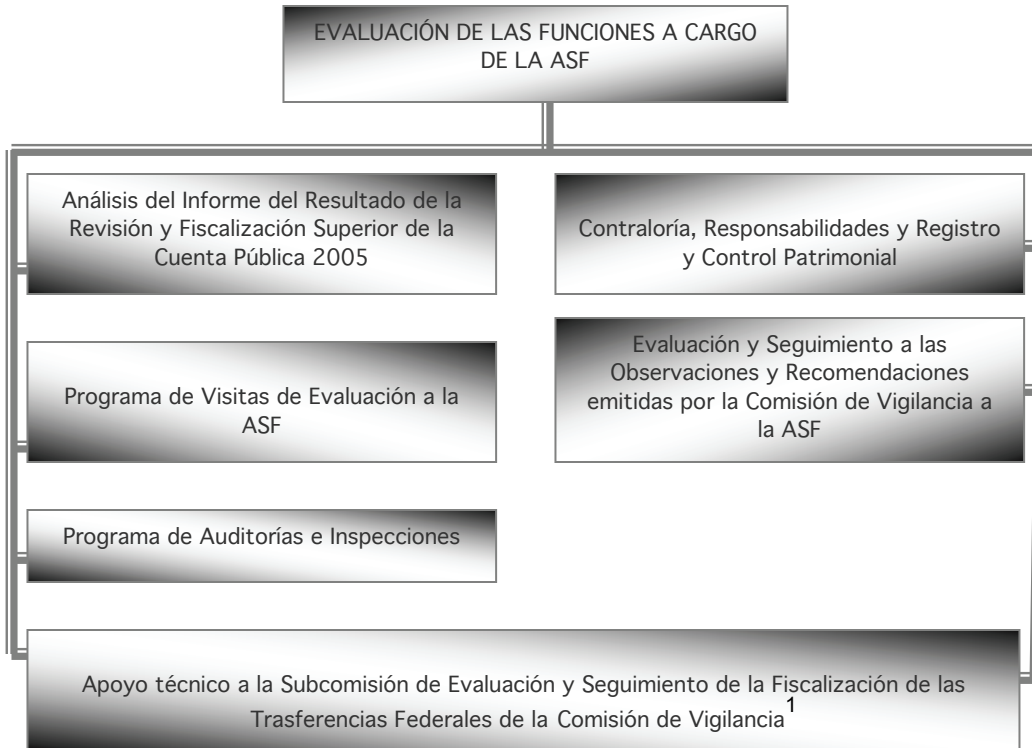 EVALUACIÓN DE LAS FUNCIONES A CARGO
DE LA ASF
Análisis del Informe del Resultado de la
Revisión y Fiscalización Superior de la
Cuenta Pública 2005
Programa de Visitas de Evaluación a la
ASF
Programa de Auditorías e Inspecciones
Contraloría, Responsabilidades y Registro
y Control Patrimonial
Evaluación y Seguimiento a las
Observaciones y Recomendaciones
emitidas por la Comisión de Vigilancia a
la ASF
Apoyo técnico a la Subcomisión de Evaluación y Seguimiento de la Fiscalización de las
Trasferencias Federales de la Comisión de Vigilancia1